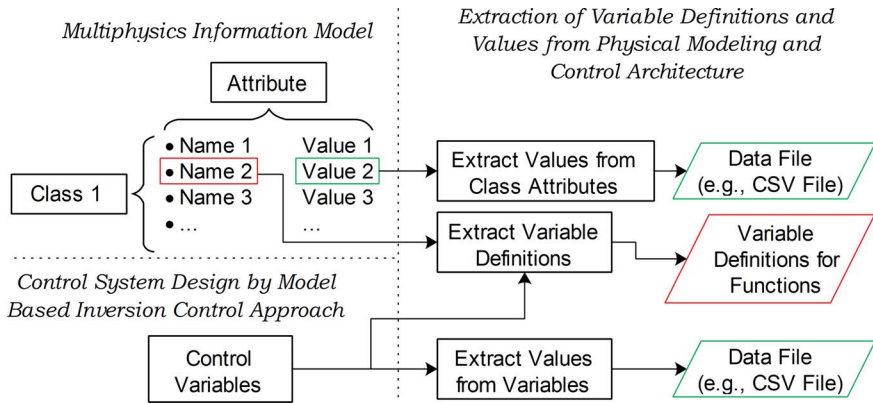 Multiphysics Information Model
Extraction of Variable Definitions and
Values from Physical Modeling and
Control Architecture
Attribute
Class 1
• Name 1
Value 1
• Name 2
Value 2
• Name 3
Value 3
• ...
...
Extract Values from
Class Attributes
Data File
(e.g., CSV File)
Extract Variable
Definitions
Variable
Definitions for
Functions
Control System Design by Model
Based Inversion Control Approach
Control
Variables
Extract Values
from Variables
Data File
(e.g., CSV File)